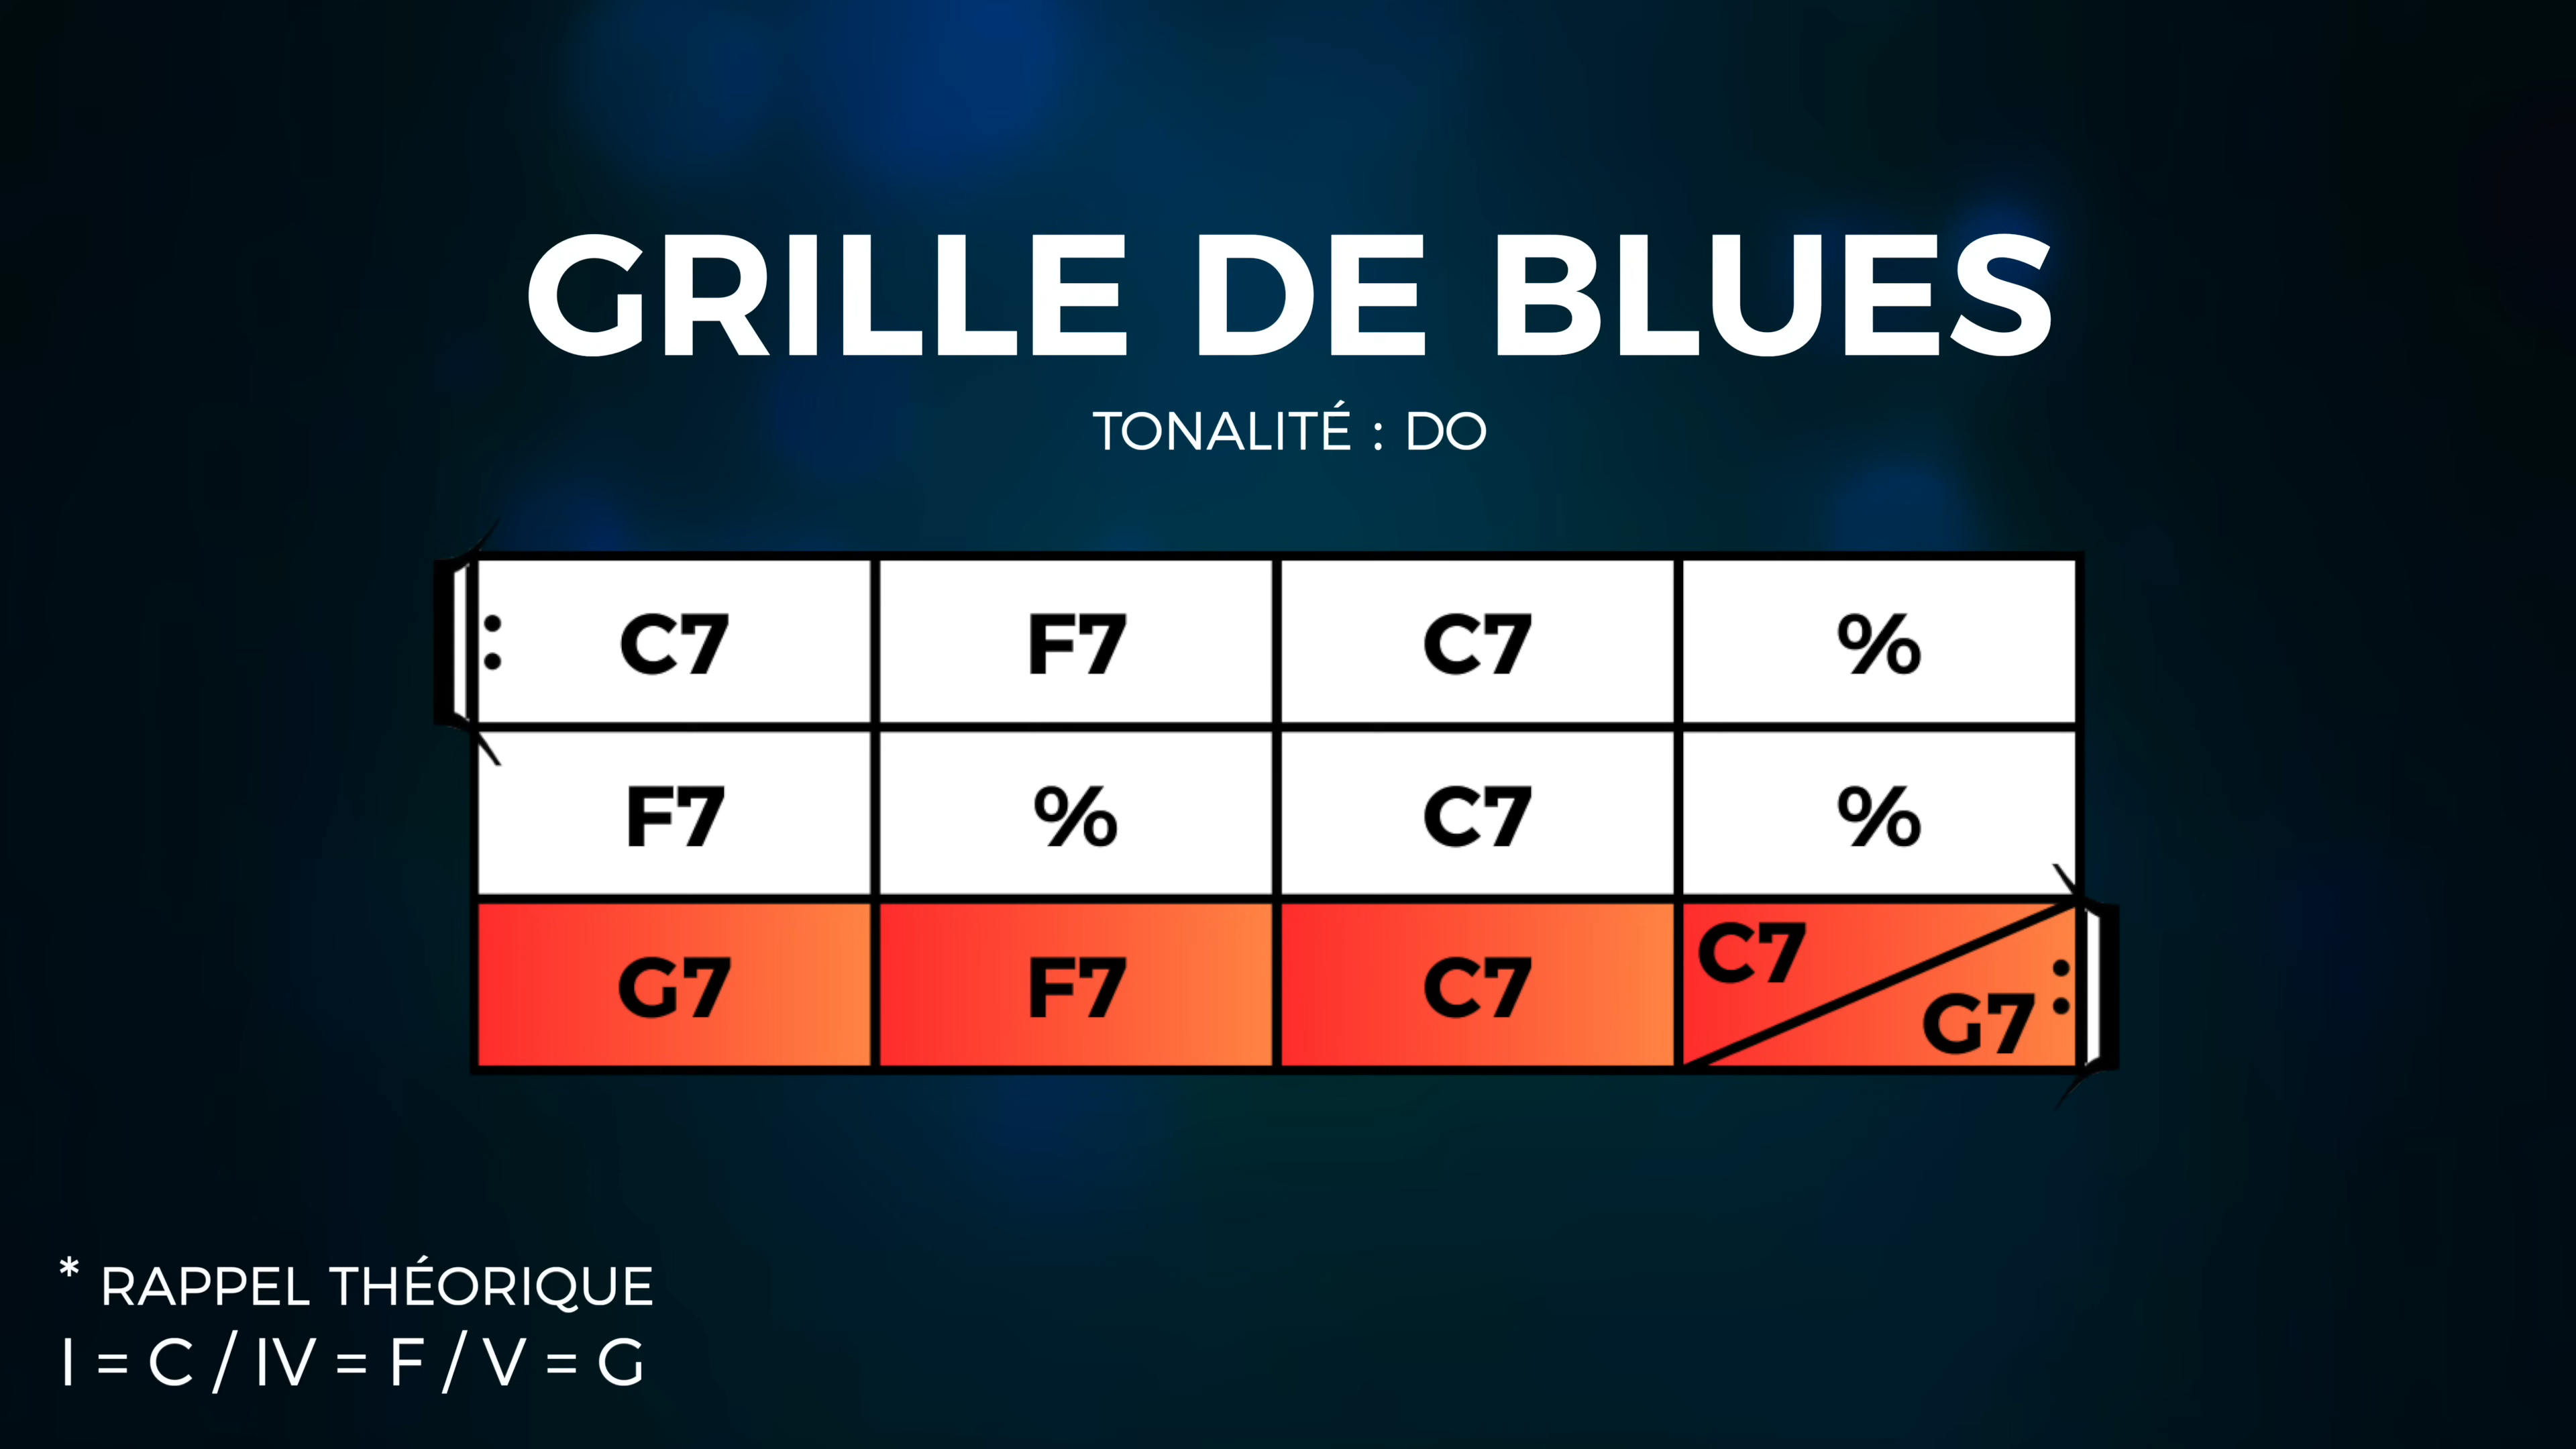 GRILLE DE BLUES
TONALITÉ : DO
C7 F7 C7 %
F7 % C7 %
G7 F7 C7 C7 G7
* RAPPEL THÉORIQUE
I = C / IV = F / V = G